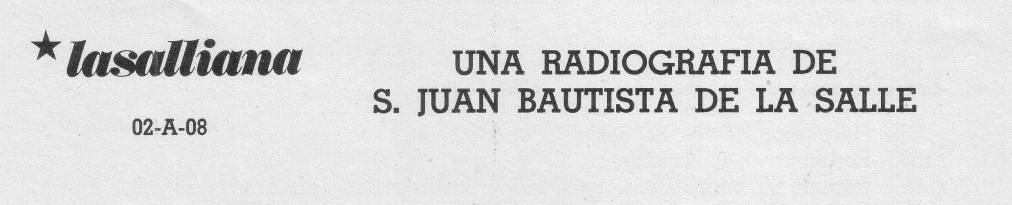 lasalliana
02-A-08
UNA RADIOGRAFIA DE
S. JUAN BAUTISTA DE LA SALLE